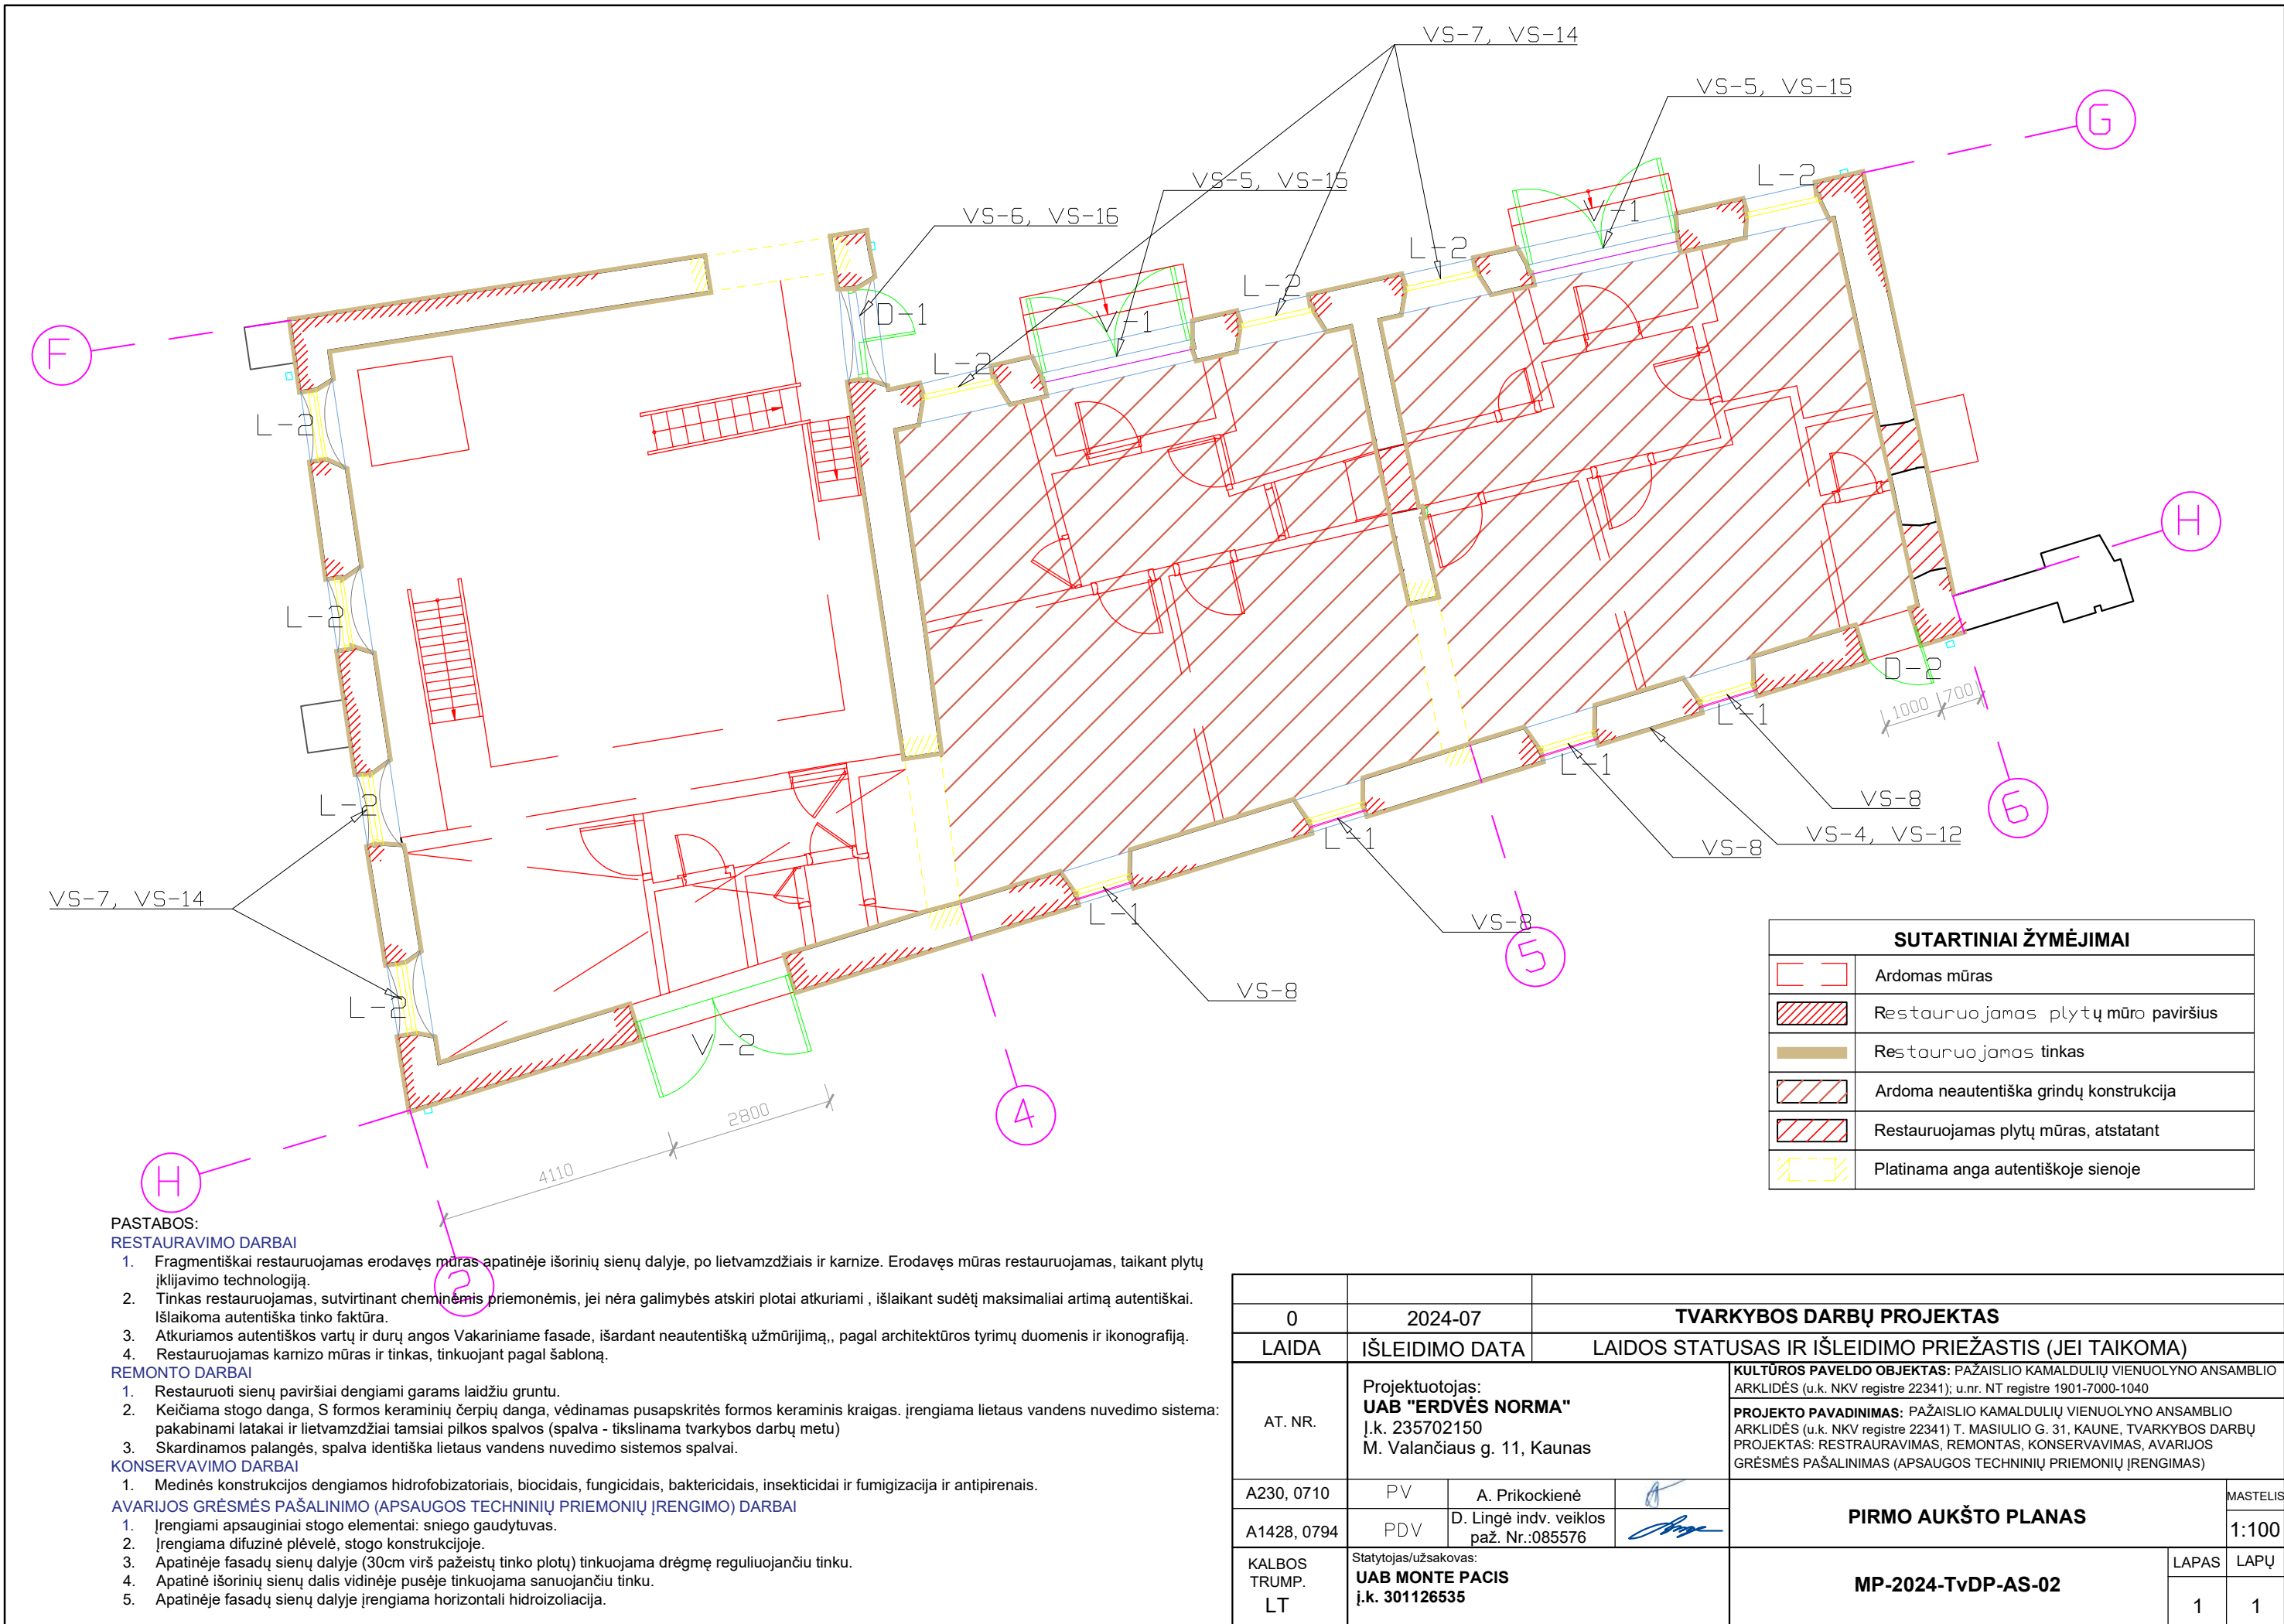 VS-7, VS-14
VS-5, VS-15
G
L-2
VS-5, VS-15
V-1
VS-6, VS-16
L-2
L-2
D-1
V-1
F
L-2
L-2
H
L-2
D-2
1000
700
L-1
L-2
L-1
VS-8
6
L-1
VS-8
VS-4, VS-12
VS-7, VS-14
L-1
VS-8
5
L-2
VS-8
V-2
2800
4
4110
H
2
SUTARTINIAI ŽYMĖJIMAI
Ardomas mūras
Restauruojamas plytų mūro paviršius
Restauruojamas tinkas
Ardoma neautentiška grindų konstrukcija
Restauruojamas plytų mūras, atstatant
Platinama anga autentiškoje sienoje
PASTABOS:
RESTAURAVIMO DARBAI
1. Fragmentiškai restauruojamas erodavęs mūras apatinėje išorinių sienų dalyje, po lietvamzdžiais ir karnize. Erodavęs mūras restauruojamas, taikant plytų
įklijavimo technologiją.
2. Tinkas restauruojamas, sutvirtinant cheminėmis priemonėmis, jei nėra galimybės atskiri plotai atkuriami , išlaikant sudėtį maksimaliai artimą autentiškai.
Išlaikoma autentiška tinko faktūra.
3. Atkuriamos autentiškos vartų ir durų angos Vakariniame fasade, išardant neautentišką užmūrijimą,, pagal architektūros tyrimų duomenis ir ikonografiją.
4. Restauruojamas karnizo mūras ir tinkas, tinkuojant pagal šabloną.
REMONTO DARBAI
1. Restauruoti sienų paviršiai dengiami garams laidžiu gruntu.
2. Keičiama stogo danga, S formos keraminių čerpių danga, vėdinamas pusapskritės formos keraminis kraigas. įrengiama lietaus vandens nuvedimo sistema:
pakabinami latakai ir lietvamzdžiai tamsiai pilkos spalvos (spalva - tikslinama tvarkybos darbų metu)
3. Skardinamos palangės, spalva identiška lietaus vandens nuvedimo sistemos spalvai.
KONSERVAVIMO DARBAI
1. Medinės konstrukcijos dengiamos hidrofobizatoriais, biocidais, fungicidais, baktericidais, insekticidai ir fumigizacija ir antipirenais.
AVARIJOS GRĖSMĖS PAŠALINIMO (APSAUGOS TECHNINIŲ PRIEMONIŲ ĮRENGIMO) DARBAI
1. Įrengiami apsauginiai stogo elementai: sniego gaudytuvas.
2. Įrengiama difuzinė plėvelė, stogo konstrukcijoje.
3. Apatinėje fasadų sienų dalyje (30cm virš pažeistų tinko plotų) tinkuojama drėgmę reguliuojančiu tinku.
4. Apatinė išorinių sienų dalis vidinėje pusėje tinkuojama sanuojančiu tinku.
5. Apatinėje fasadų sienų dalyje įrengiama horizontali hidroizoliacija.
0 2024-07 TVARKYBOS DARBŲ PROJEKTAS
LAIDA IŠLEIDIMO DATA LAIDOS STATUSAS IR IŠLEIDIMO PRIEŽASTIS (JEI TAIKOMA)
AT. NR.
Projektuotojas:
UAB "ERDVĖS NORMA"
Į.k. 235702150
M. Valančiaus g. 11, Kaunas
KULTŪROS PAVELDO OBJEKTAS: PAŽAISLIO KAMALDULIŲ VIENUOLYNO ANSAMBLIO
ARKLIDĖS (u.k. NKV registre 22341); u.nr. NT registre 1901-7000-1040
PROJEKTO PAVADINIMAS: PAŽAISLIO KAMALDULIŲ VIENUOLYNO ANSAMBLIO
ARKLIDĖS (u.k. NKV registre 22341) T. MASIULIO G. 31, KAUNE, TVARKYBOS DARBŲ
PROJEKTAS: RESTRAURAVIMAS, REMONTAS, KONSERVAVIMAS, AVARIJOS
GRĖSMĖS PAŠALINIMAS (APSAUGOS TECHNINIŲ PRIEMONIŲ ĮRENGIMAS)
A230, 0710 PV A. Prikockienė
A1428, 0794 PDV D. Lingė indv. veiklos
paž. Nr.:085576
PIRMO AUKŠTO PLANAS
MASTELIS
1:100
KALBOS
TRUMP.
LT
Statytojas/užsakovas:
UAB MONTE PACIS
į.k. 301126535
MP-2024-TvDP-AS-02
LAPAS LAPŲ
1 1